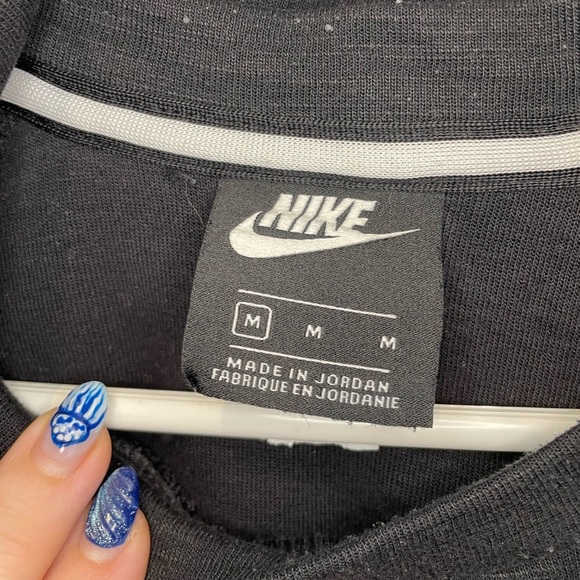 NIKE
M M M
MADE IN JORDAN
FABRIQUE EN JORDANIE